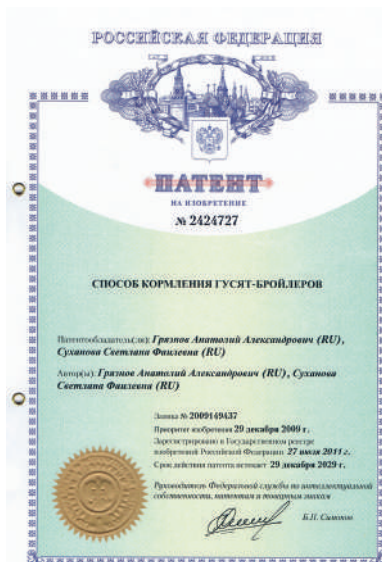 РОССИЙСКАЯ ФЕДЕРАЦИЯ
ПАТЕНТ
НА ИЗОБРЕТЕНИЕ
№ 2424727
СПОСОБ КОРМЛЕНИЯ ГУСЯТ-БРОЙЛЕРОВ
Патентообладатель(ли): Грязнов Анатолий Александрович (RU),
Суханова Светлана Фаилевна (RU)
Автор(ы): Грязнов Анатолий Александрович (RU), Суханова
Светлана Фаилевна (RU)
Заявка № 2009149437
Приоритет изобретения 29 декабря 2009 г.
Зарегистрировано в Государственном реестре
изобретений Российской Федерации 27 июля 2011 г.
Срок действия патента истекает 29 декабря 2029 г.
Руководитель Федеральной службы по интеллектуальной
собственности, патентам и товарным знакам
Б.П. Симонов